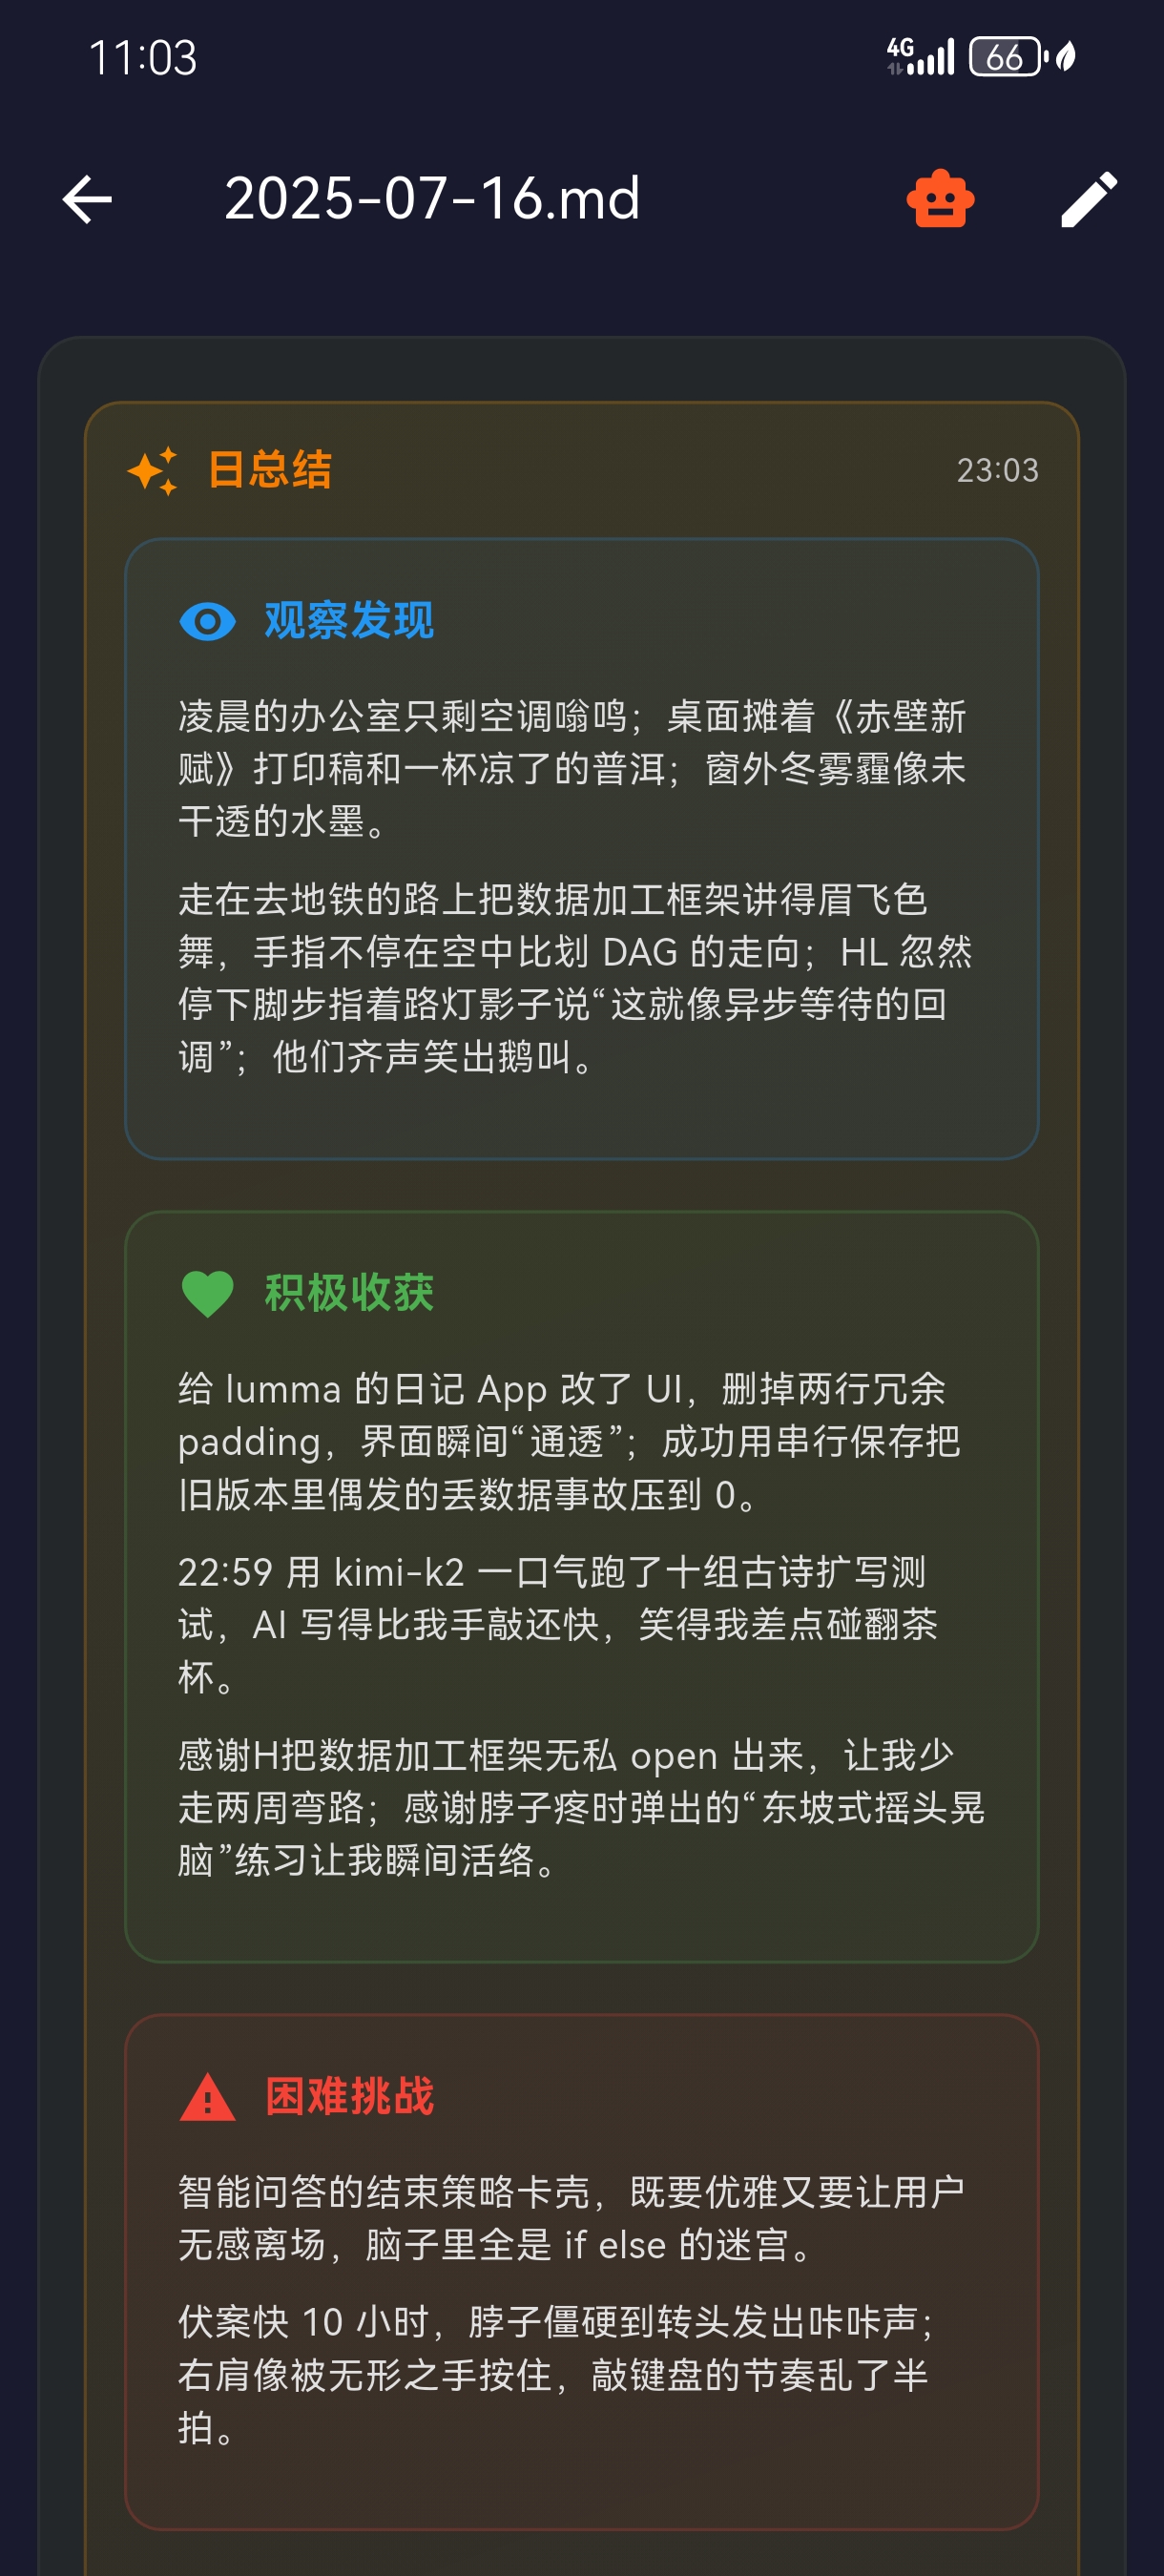 11:03
4G
66
2025-07-16.md
日总结
23:03
观察发现
凌晨的办公室只剩空调嗡鸣；桌面摊着《赤壁新
赋》打印稿和一杯凉了的普洱；窗外冬雾霾像未
干透的水墨。
走在去地铁的路上把数据加工框架讲得眉飞色
舞，手指不停在空中比划 DAG 的走向；HL 忽然
停下脚步指着路灯影子说“这就像异步等待的回
调”；他们齐声笑出鹅叫。
积极收获
给 lumma 的日记 App 改了 UI，删掉两行冗余
padding，界面瞬间“通透”；成功用串行保存把
旧版本里偶发的丢数据事故压到 0。
22:59 用 kimi-k2 一口气跑了十组古诗扩写测
试，AI 写得比我手敲还快，笑得我差点碰翻茶
杯。
感谢H把数据加工框架无私 open 出来，让我少
走两周弯路；感谢脖子疼时弹出的“东坡式摇头晃
脑”练习让我瞬间活络。
困难挑战
智能问答的结束策略卡壳，既要优雅又要让用户
无感离场，脑子里全是 if else 的迷宫。
伏案快 10 小时，脖子僵硬到转头发出咔咔声；
右肩像被无形之手按住，敲键盘的节奏乱了半
拍。